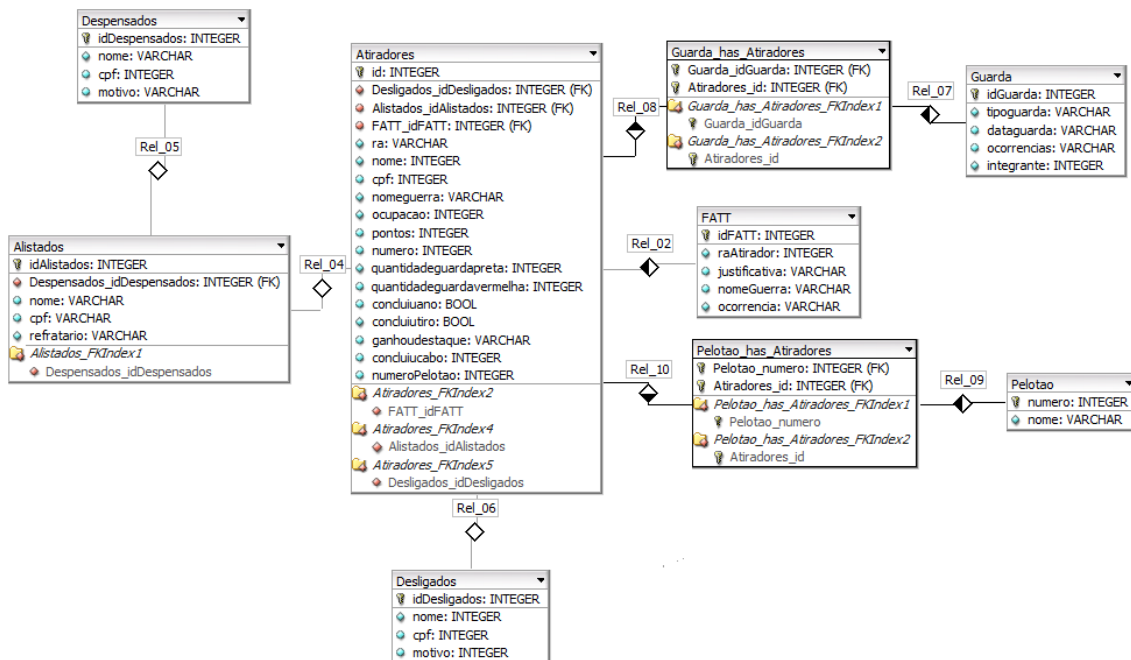 Despensados
idDespensados: INTEGER
nome: VARCHAR
cpf: INTEGER
motivo: VARCHAR
Rel_05
Alistados
idAlistados: INTEGER
Despensados_idDespensados: INTEGER (FK)
nome: VARCHAR
cpf: VARCHAR
refratario: VARCHAR
Alistados_FKIndex1
Despensados_idDespensados
Rel_04
Atiradores
id: INTEGER
Desligados_idDesligados: INTEGER (FK)
Alistados_idAlistados: INTEGER (FK)
FATT_idFATT: INTEGER (FK)
ra: VARCHAR
nome: INTEGER
cpf: INTEGER
nomeguerra: VARCHAR
ocupacao: INTEGER
pontos: INTEGER
numero: INTEGER
quantidadeguardapreta: INTEGER
quantidadeguardavermelha: INTEGER
concluiuano: BOOL
concluiutiro: BOOL
ganhoudestaque: VARCHAR
concluiucabo: INTEGER
numeroPelotao: INTEGER
Atiradores_FKIndex2
FATT_idFATT
Atiradores_FKIndex4
Alistados_idAlistados
Atiradores_FKIndex5
Desligados_idDesligados
Rel_06
Desligados
idDesligados: INTEGER
nome: INTEGER
cpf: INTEGER
motivo: INTEGER
Rel_08
Guarda_has_Atiradores
Guarda_idGuarda: INTEGER (FK)
Atiradores_id: INTEGER (FK)
Guarda_has_Atiradores_FKIndex1
Guarda_idGuarda
Guarda_has_Atiradores_FKIndex2
Atiradores_id
Rel_07
Guarda
idGuarda: INTEGER
tipoguarda: VARCHAR
dataguarda: VARCHAR
ocorrencias: VARCHAR
integrante: INTEGER
Rel_02
FATT
idFATT: INTEGER
raAtirador: INTEGER
justificativa: VARCHAR
nomeGuerra: VARCHAR
ocorrencia: VARCHAR
Rel_10
Pelotao_has_Atiradores
Pelotao_numero: INTEGER (FK)
Atiradores_id: INTEGER (FK)
Pelotao_has_Atiradores_FKIndex1
Pelotao_numero
Pelotao_has_Atiradores_FKIndex2
Atiradores_id
Rel_09
Pelotao
numero: INTEGER
nome: VARCHAR